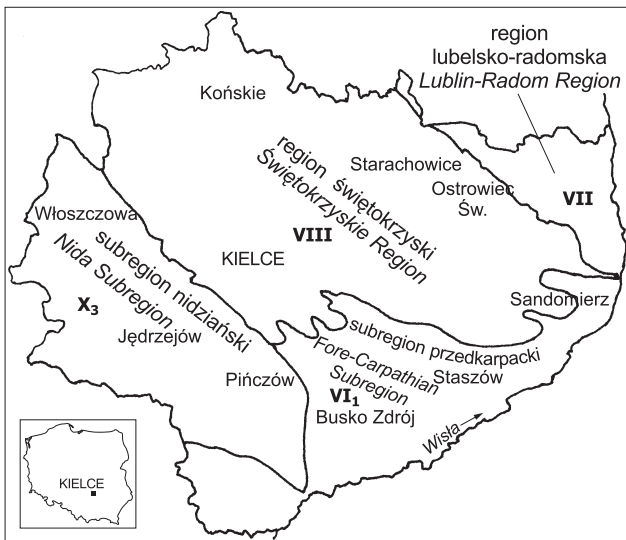 region
lubelsko-radomska
Lublin-Radom Region
Końskie
region świętokrzyski
Świętokrzyskie Region
Starachowice
Ostrowiec
Św.
VII
Włoszczowa
VIII
KIELCE
subregion nidziański
Nida Subregion
X3
Jędrzejów
Pińczów
Sandomierz
subregion przedkarpacki
Fore-Carpathian
Subregion
Staszów
VI1
Busko Zdrój
Wisła
KIELCE